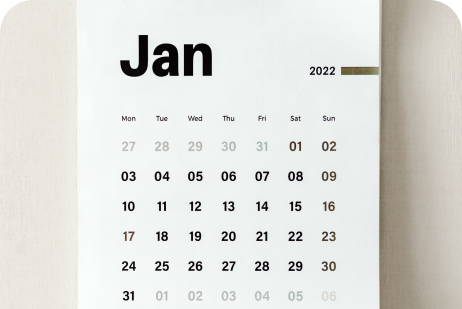 Jan
2022
Mon Tue Wed Thu Fri Sat Sun
27 28 29 30 31 01 02
03 04 05 06 07 08 09
10 11 12 13 14 15 16
17 18 19 20 21 22 23
24 25 26 27 28 29 30
31 01 02 03 04 05 06